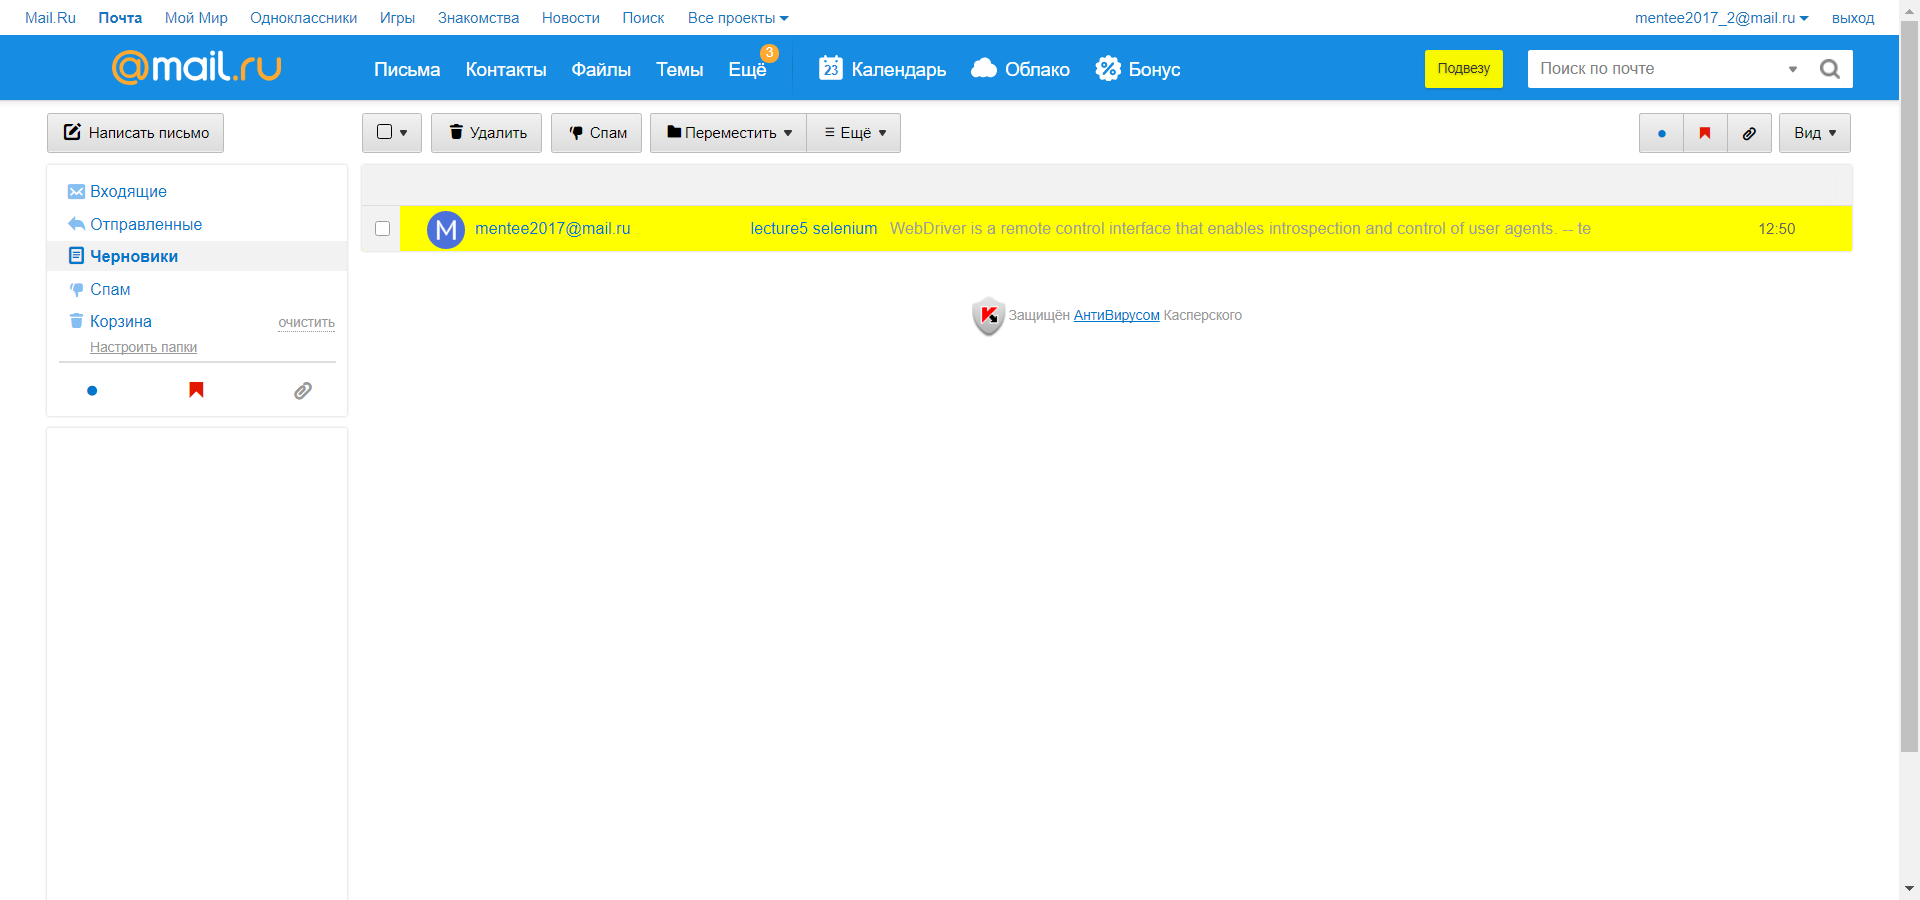 Mail.Ru Почта Мой Мир Одноклассники Игры Знакомства Новости Поиск Все проекты mentee2017_2@mail.ru выход
@mail.ru Письма Контакты Файлы Темы Ещё 3 23 Календарь Облако Бонус Подвезу Поиск по почте
Написать письмо Удалить Спам Переместить Ещё Вид
Входящие
Отправленные
Черновики
Спам
Корзина очистить
Настроить папки
M mentee2017@mail.ru lecture5 selenium WebDriver is a remote control interface that enables introspection and control of user agents. -- te 12:50
Защищён АнтиВирусом Касперского